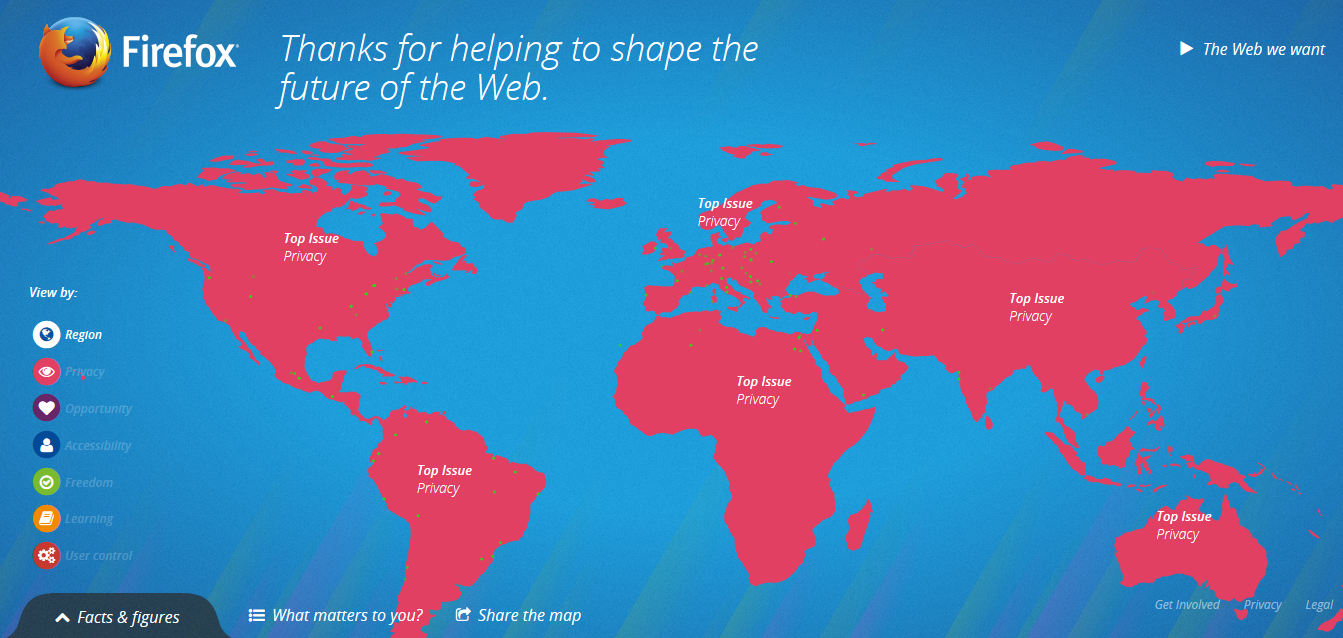 Firefox
Thanks for helping to shape the
future of the Web.
The Web we want
Top Issue
Privacy
Top Issue
Privacy
Top Issue
Privacy
Top Issue
Privacy
Top Issue
Privacy
Top Issue
Privacy
View by:
Region
Privacy
Opportunity
Accessibility
Freedom
Learning
User control
Facts & figures
What matters to you?
Share the map
Get Involved
Privacy
Legal